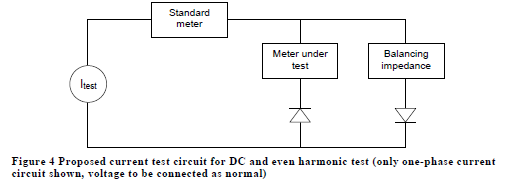 Standard
meter
Meter under
test
Balancing
impedance
Itest
Figure 4 Proposed current test circuit for DC and even harmonic test (only one-phase current
circuit shown, voltage to be connected as normal)